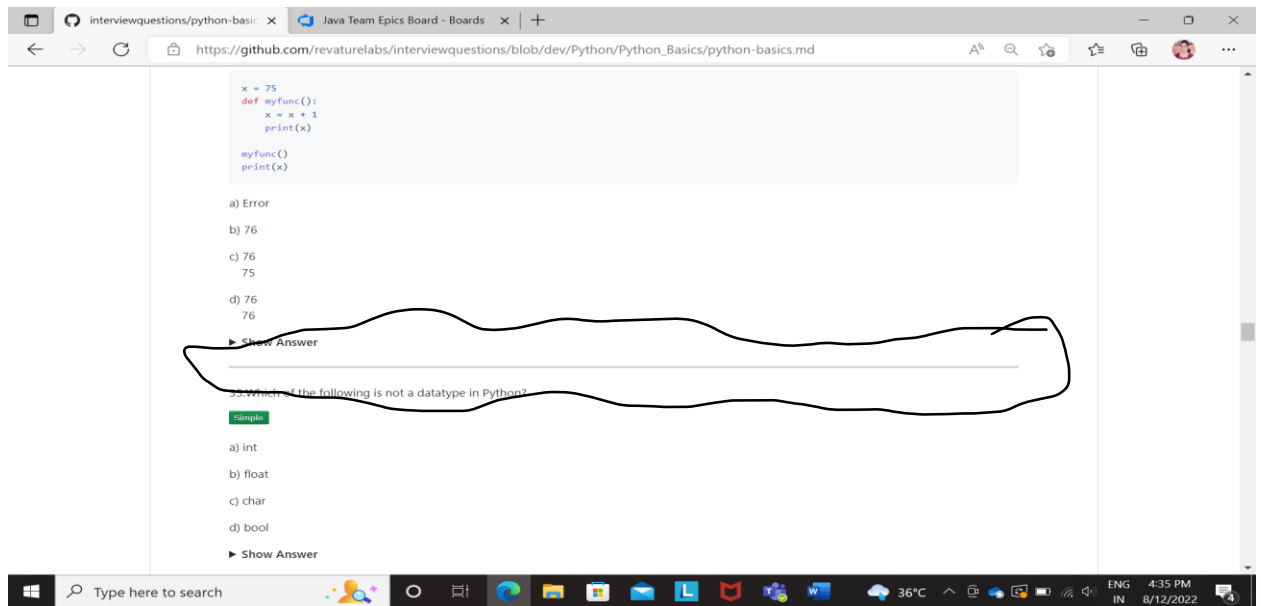 interviewquestions/python-basic
Java Team Epics Board - Boards
https://github.com/revaturelabs/interviewquestions/blob/dev/Python/Python_Basics/python-basics.md
x = 75
def myfunc():
    x = x + 1
    print(x)
myfunc()
print(x)
a) Error
b) 76
c) 76
75
d) 76
76
▶ Show Answer
55.Which of the following is not a datatype in Python?
Simple
a) int
b) float
c) char
d) bool
▶ Show Answer
Type here to search
36°C
ENG
IN
4:35 PM
8/12/2022
4